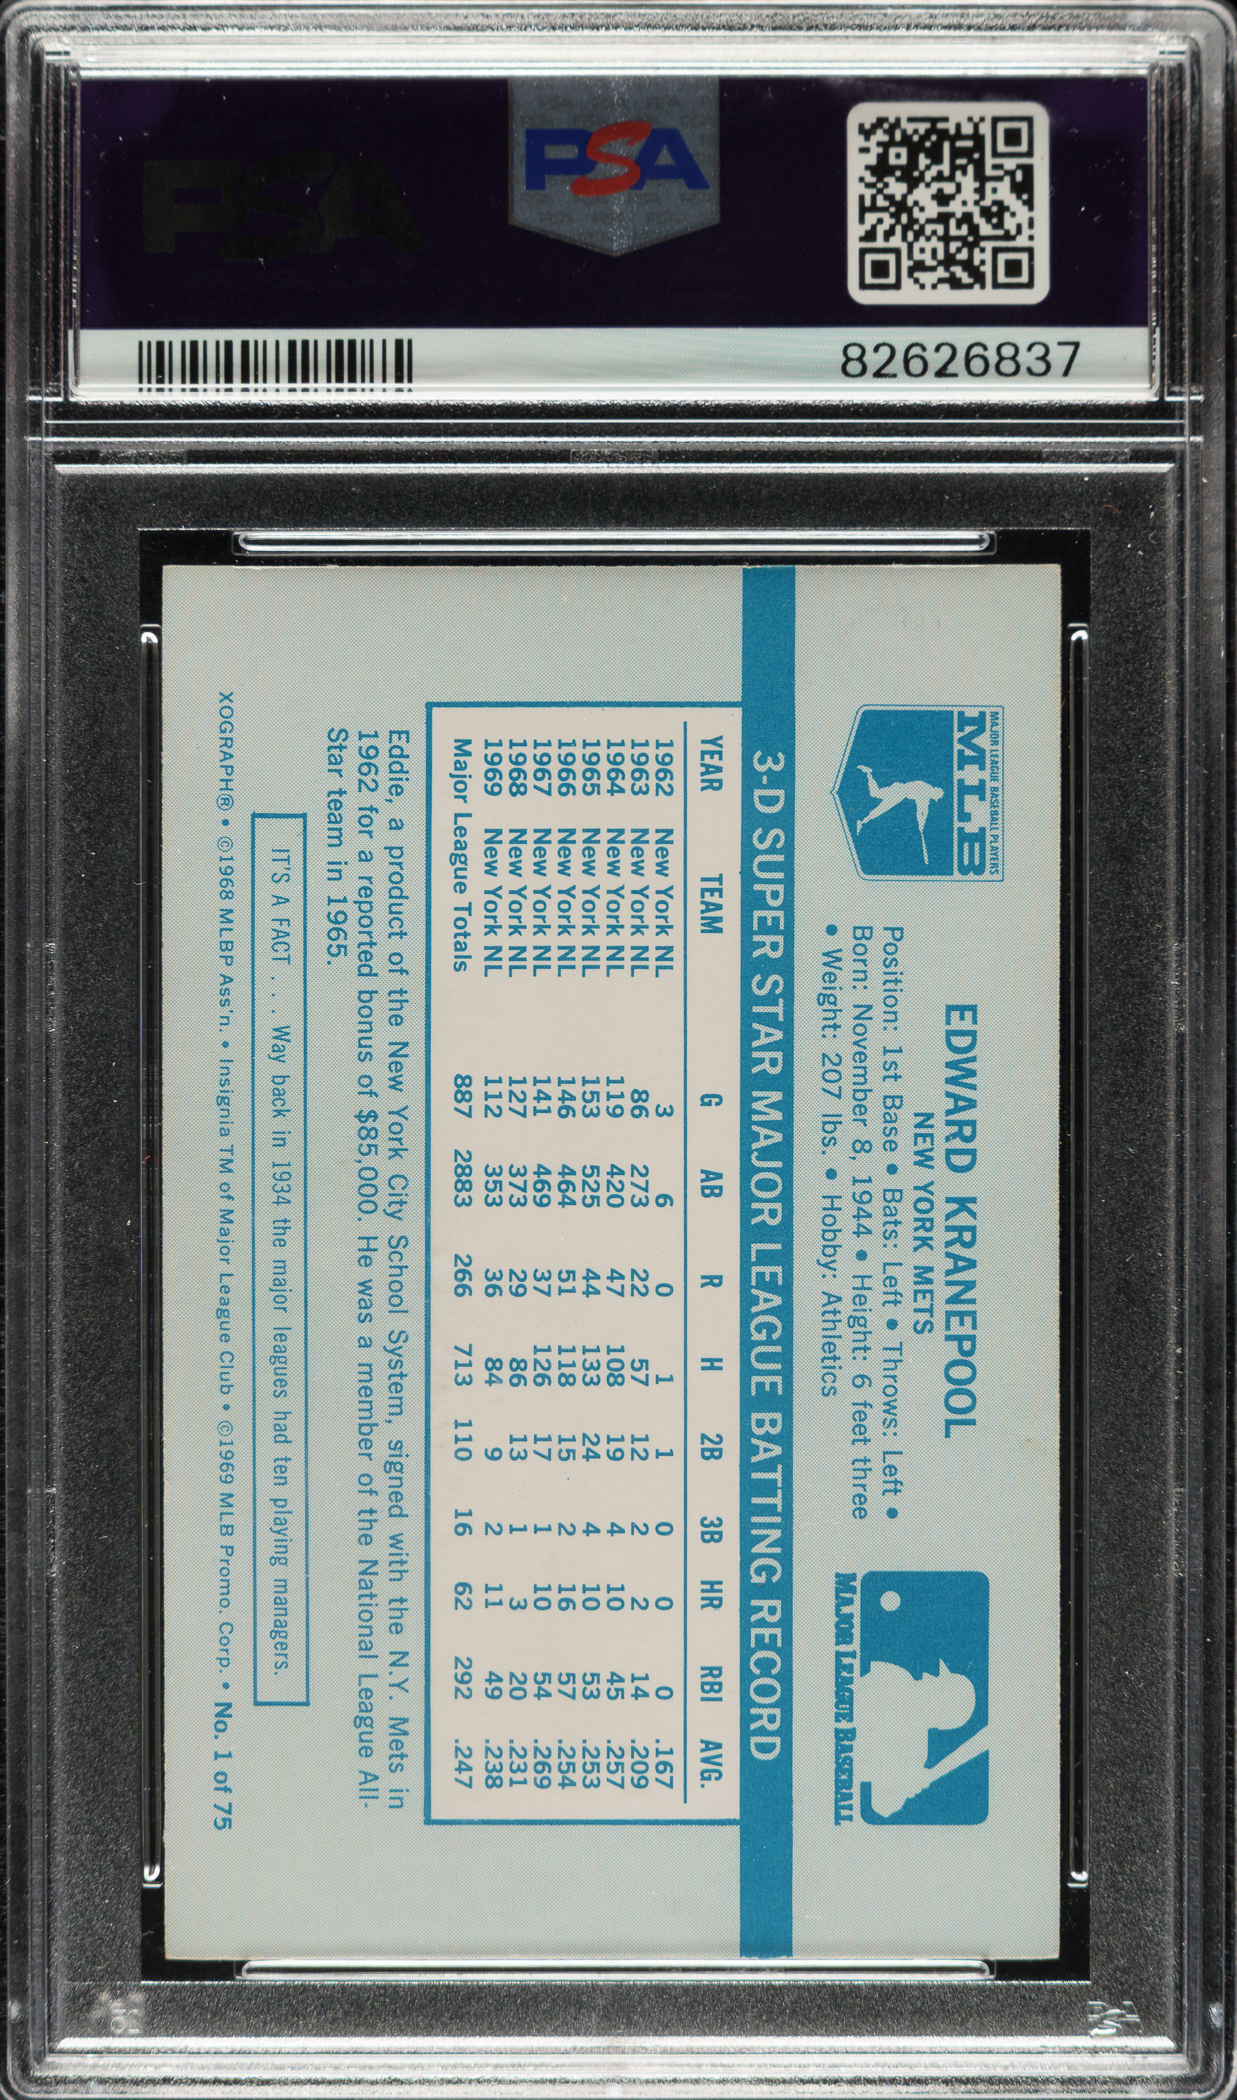 PSA
PSA
82626837
MAJOR LEAGUE BASEBALL PLAYERS
MLB
EDWARD KRANEPOOL
NEW YORK METS
Position: 1st Base • Bats: Left • Throws: Left •
Born: November 8, 1944 • Height: 6 feet three
• Weight: 207 lbs. • Hobby: Athletics
MAJOR LEAGUE BASEBALL
3-D SUPER STAR MAJOR LEAGUE BATTING RECORD
YEAR TEAM G AB R H 2B 3B HR RBI AVG.
1962 New York NL 3 6 0 1 1 0 0 0 .167
1963 New York NL 86 273 22 57 12 2 2 14 .209
1964 New York NL 119 420 47 108 19 4 10 45 .257
1965 New York NL 153 525 44 133 24 4 10 53 .253
1966 New York NL 146 464 51 118 15 2 16 57 .254
1967 New York NL 141 469 37 126 17 1 10 54 .269
1968 New York NL 127 373 29 86 13 1 3 20 .231
1969 New York NL 112 353 36 84 9 2 11 49 .238
Major League Totals 887 2883 266 713 110 16 62 292 .247
Eddie, a product of the New York City School System, signed with the N.Y. Mets in
1962 for a reported bonus of $85,000. He was a member of the National League All-
Star team in 1965.
IT'S A FACT . . . Way back in 1934 the major leagues had ten playing managers.
XOGRAPH® • ©1968 MLBP Ass'n. • Insignia TM of Major League Club • ©1969 MLB Promo. Corp. • No. 1 of 75
PSA